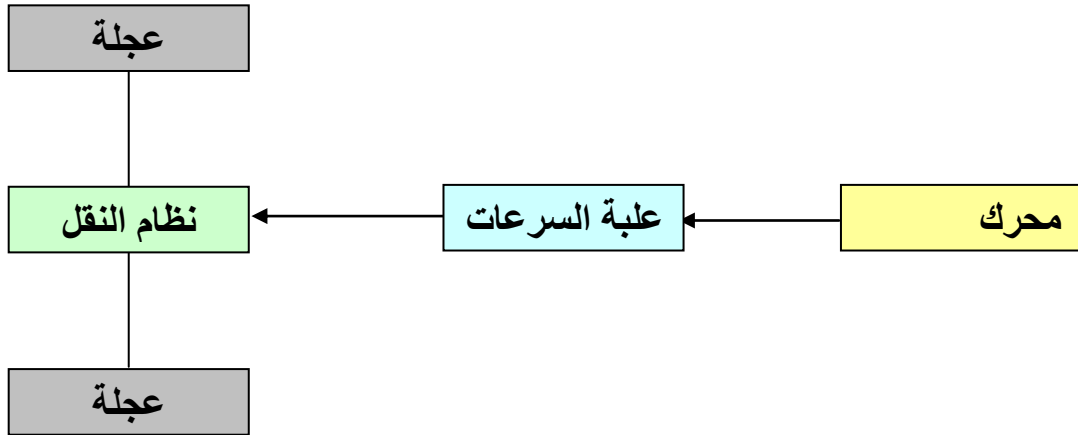 عجلة
محرك
علبة السرعات
نظام النقل
عجلة